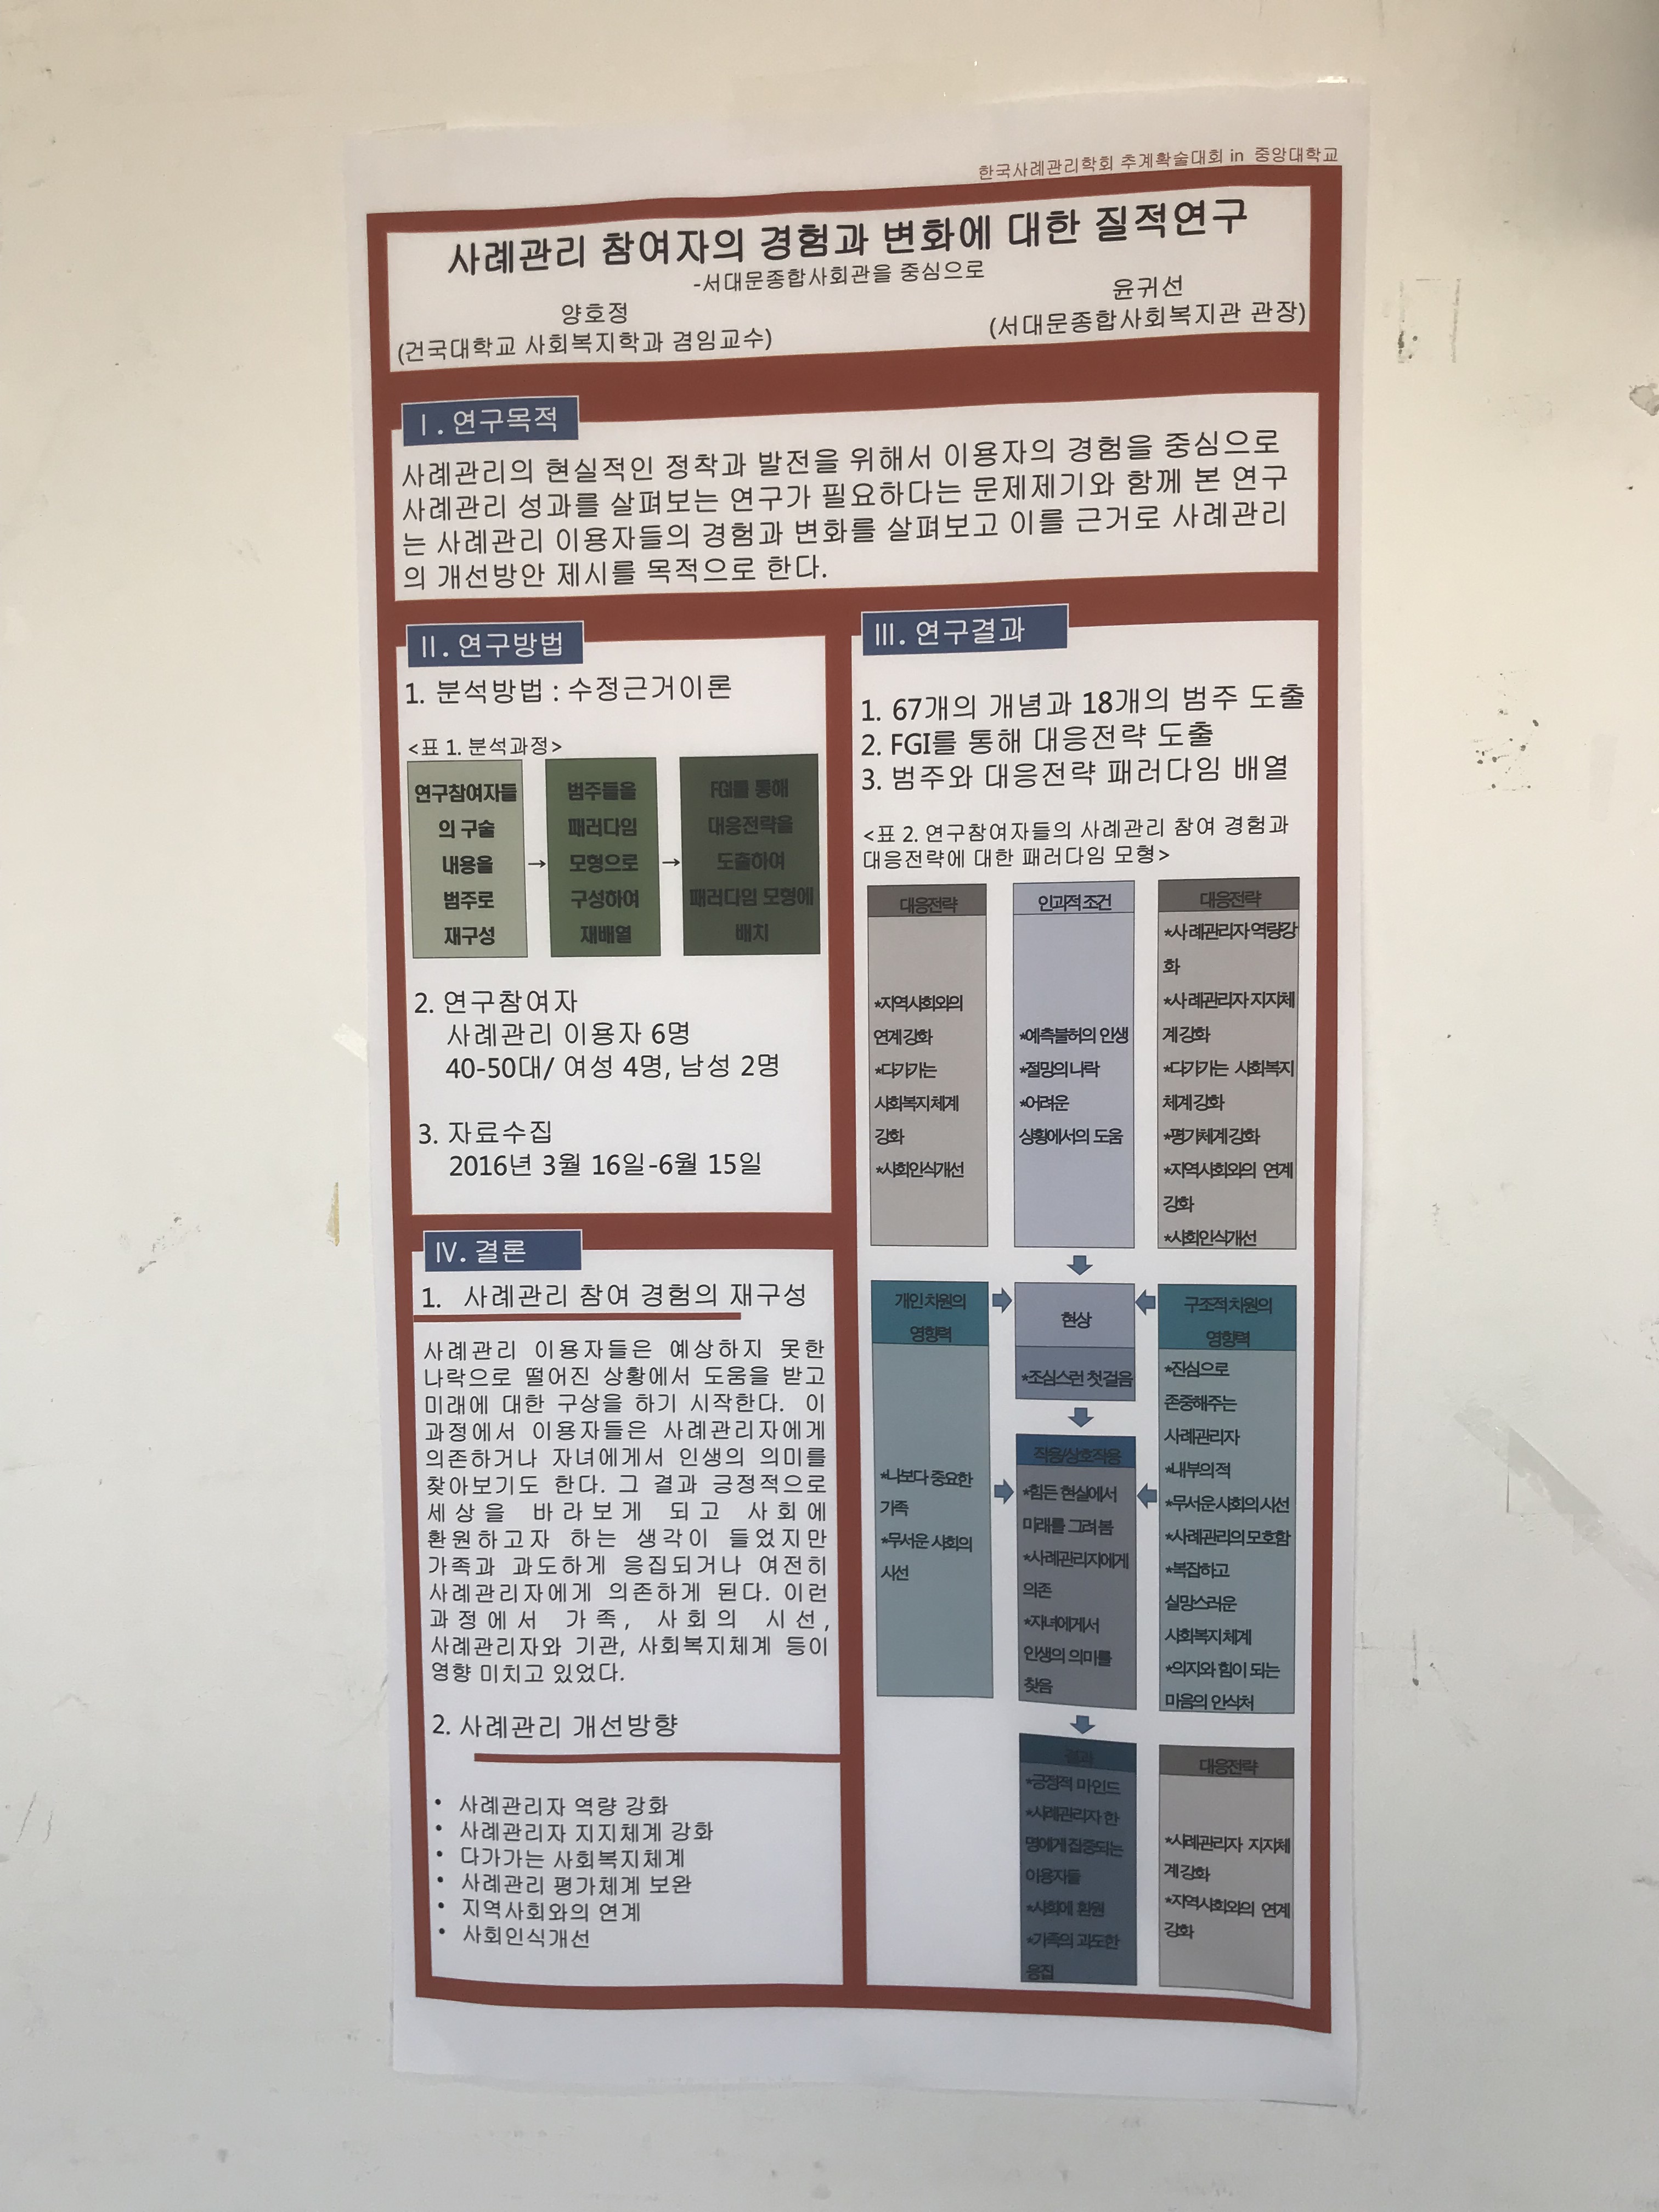 한국사례관리학회 추계확술대회 in 중앙대학교
사례관리 참여자의 경험과 변화에 대한 질적연구
-서대문종합사회관을 중심으로
양호정
(건국대학교 사회복지학과 겸임교수)
윤귀선
(서대문종합사회복지관 관장)
Ⅰ. 연구목적
사례관리의 현실적인 정착과 발전을 위해서 이용자의 경험을 중심으로
사례관리 성과를 살펴보는 연구가 필요하다는 문제제기와 함께 본 연구
는 사례관리 이용자들의 경험과 변화를 살펴보고 이를 근거로 사례관리
의 개선방안 제시를 목적으로 한다.
Ⅱ. 연구방법
1. 분석방법 : 수정근거이론
<표 1. 분석과정>
연구참여자들
의 구술
내용을
범주로
재구성
→
범주들을
패러다임
모형으로
구성하여
재배열
→
FGI를 통해
대응전략을
도출하여
패러다임 모형에
배치
2. 연구참여자
사례관리 이용자 6명
40-50대/ 여성 4명, 남성 2명
3. 자료수집
2016년 3월 16일-6월 15일
Ⅲ. 연구결과
1. 67개의 개념과 18개의 범주 도출
2. FGI를 통해 대응전략 도출
3. 범주와 대응전략 패러다임 배열
<표 2. 연구참여자들의 사례관리 참여 경험과
대응전략에 대한 패러다임 모형>
대응전략
*지역사회와의
연계 강화
*다가가는
사회복지체계
강화
*사회인식개선
인과적 조건
*예측불허의 인생
*절망의 나락
*어려운
상황에서의 도움
대응전략
*사례관리자 역량강
화
*사례관리자 지지체
계 강화
*다가가는 사회복지
체계 강화
*평가체계 강화
*지역사회와의 연계
강화
*사회인식개선
개인 차원의
영향력
*나보다 중요한
가족
*무서운 사회의
시선
현상
*조심스런 첫걸음
작용/상호작용
*힘든 현실에서
미래를 그려 봄
*사례관리자에게
의존
*자녀에게서
인생의 의미를
찾음
구조적 차원의
영향력
*진심으로
존중해주는
사례관리자
*내부의 적
*무서운 사회의 시선
*사례관리의 모호함
*복잡하고
실망스러운
사회복지체계
*의지와 힘이 되는
마음의 안식처
결과
*긍정적 마인드
*사례관리자 한
명에게 집중되는
이용자들
*사회에 환원
*가족의 과도한
응집
대응전략
*사례관리자 지지체
계 강화
*지역사회와의 연계
강화
Ⅳ. 결론
1. 사례관리 참여 경험의 재구성
사례관리 이용자들은 예상하지 못한
나락으로 떨어진 상황에서 도움을 받고
미래에 대한 구상을 하기 시작한다. 이
과정에서 이용자들은 사례관리자에게
의존하거나 자녀에게서 인생의 의미를
찾아보기도 한다. 그 결과 긍정적으로
세상을 바라보게 되고 사회에
환원하고자 하는 생각이 들었지만
가족과 과도하게 응집되거나 여전히
사례관리자에게 의존하게 된다. 이런
과정에서 가족, 사회의 시선,
사례관리자와 기관, 사회복지체계 등이
영향 미치고 있었다.
2. 사례관리 개선방향
• 사례관리자 역량 강화
• 사례관리자 지지체계 강화
• 다가가는 사회복지체계
• 사례관리 평가체계 보완
• 지역사회와의 연계
• 사회인식개선